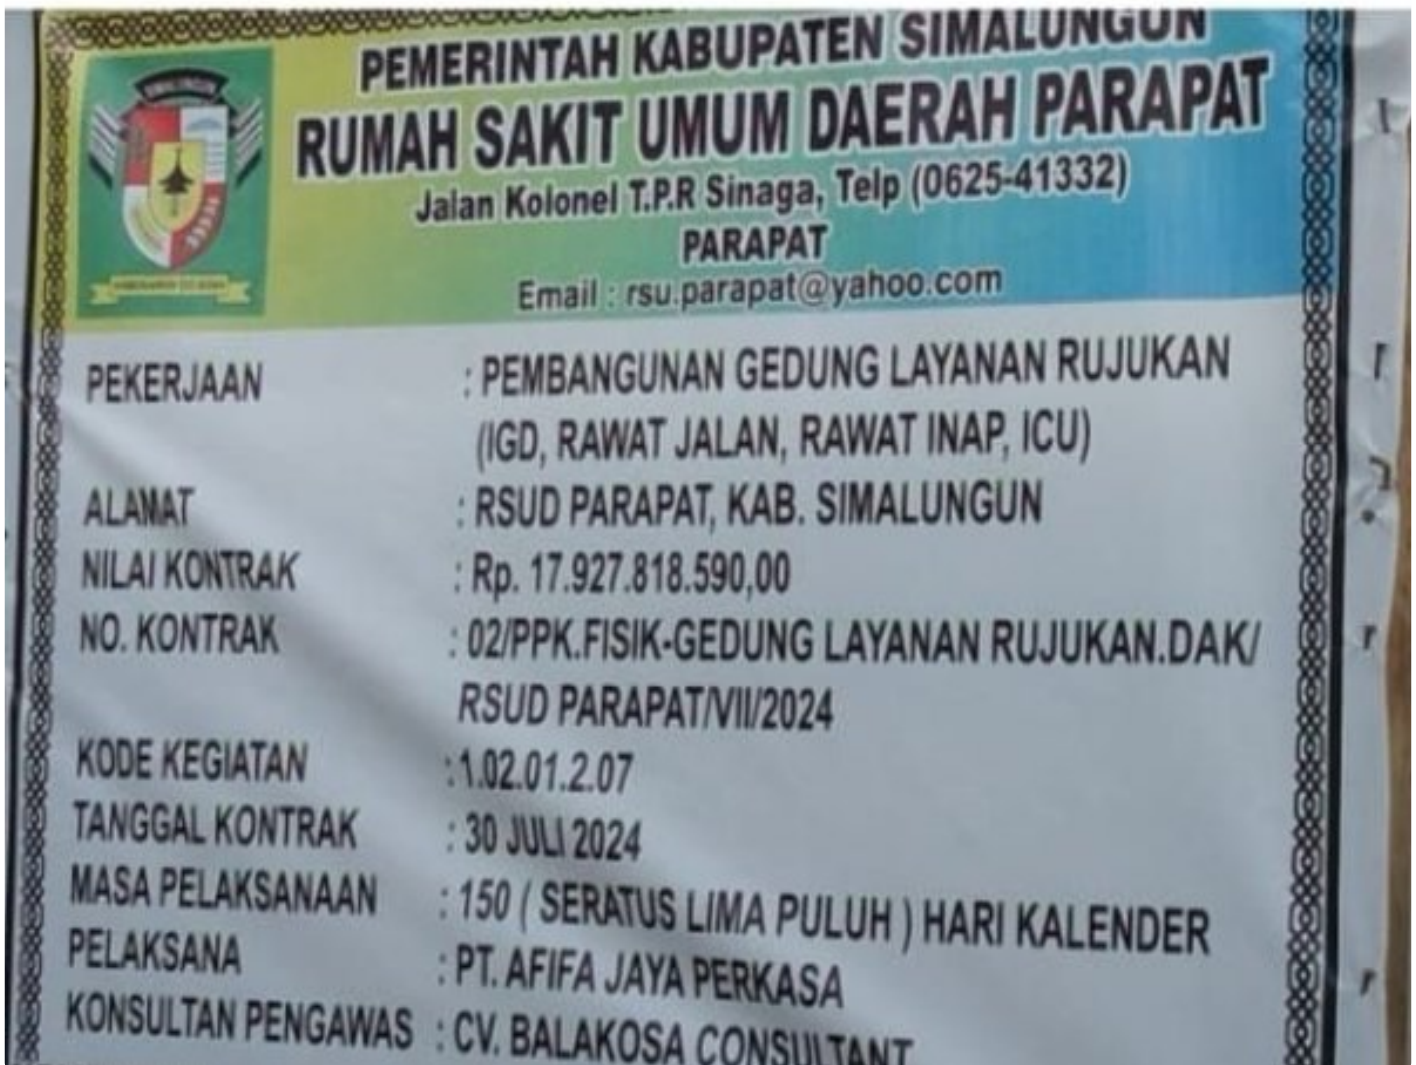 PEMERINTAH KABUPATEN SIMALUNGUN
RUMAH SAKIT UMUM DAERAH PARAPAT
Jalan Kolonel T.P.R Sinaga, Telp (0625-41332)
PARAPAT
Email : rsu.parapat@yahoo.com
PEKERJAAN : PEMBANGUNAN GEDUNG LAYANAN RUJUKAN
(IGD, RAWAT JALAN, RAWAT INAP, ICU)
ALAMAT : RSUD PARAPAT, KAB. SIMALUNGUN
NILAI KONTRAK : Rp. 17.927.818.590,00
NO. KONTRAK : 02/PPK.FISIK-GEDUNG LAYANAN RUJUKAN.DAK/
RSUD PARAPAT/VII/2024
KODE KEGIATAN : 1.02.01.2.07
TANGGAL KONTRAK : 30 JULI 2024
MASA PELAKSANAAN : 150 ( SERATUS LIMA PULUH ) HARI KALENDER
PELAKSANA : PT. AFIFA JAYA PERKASA
KONSULTAN PENGAWAS : CV. BALAKOSA CONSULTANT